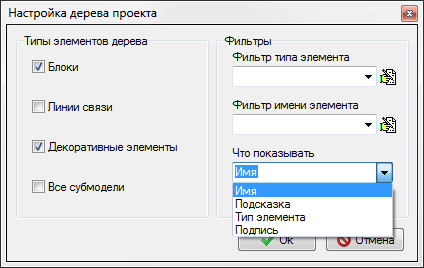 Настройка дерева проекта
Типы элементов дерева
Блоки
Линии связи
Декоративные элементы
Все субмодели
Фильтры
Фильтр типа элемента
Фильтр имени элемента
Что показывать
Имя
Имя
Подсказка
Тип элемента
Подпись
Ок
Отмена